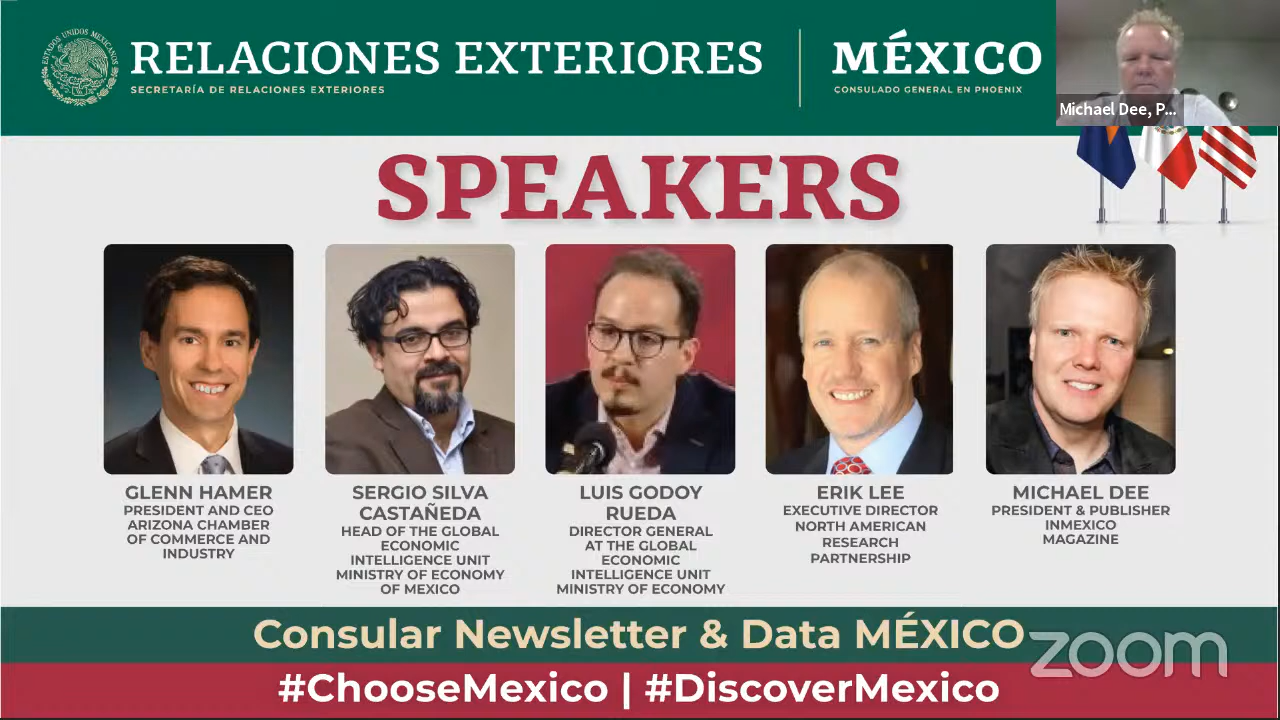 ESTADOS UNIDOS MEXICANOS
RELACIONES EXTERIORES
SECRETARÍA DE RELACIONES EXTERIORES
MÉXICO
CONSULADO GENERAL EN PHOENIX
Michael Dee, P...
SPEAKERS
GLENN HAMER
PRESIDENT AND CEO
ARIZONA CHAMBER
OF COMMERCE AND
INDUSTRY
SERGIO SILVA
CASTAÑEDA
HEAD OF THE GLOBAL
ECONOMIC
INTELLIGENCE UNIT
MINISTRY OF ECONOMY
OF MEXICO
LUIS GODOY
RUEDA
DIRECTOR GENERAL
AT THE GLOBAL
ECONOMIC
INTELLIGENCE UNIT
MINISTRY OF ECONOMY
ERIK LEE
EXECUTIVE DIRECTOR
NORTH AMERICAN
RESEARCH
PARTNERSHIP
MICHAEL DEE
PRESIDENT & PUBLISHER
INMEXICO
MAGAZINE
Consular Newsletter & Data MÉXICO
zoom
#ChooseMexico | #DiscoverMexico